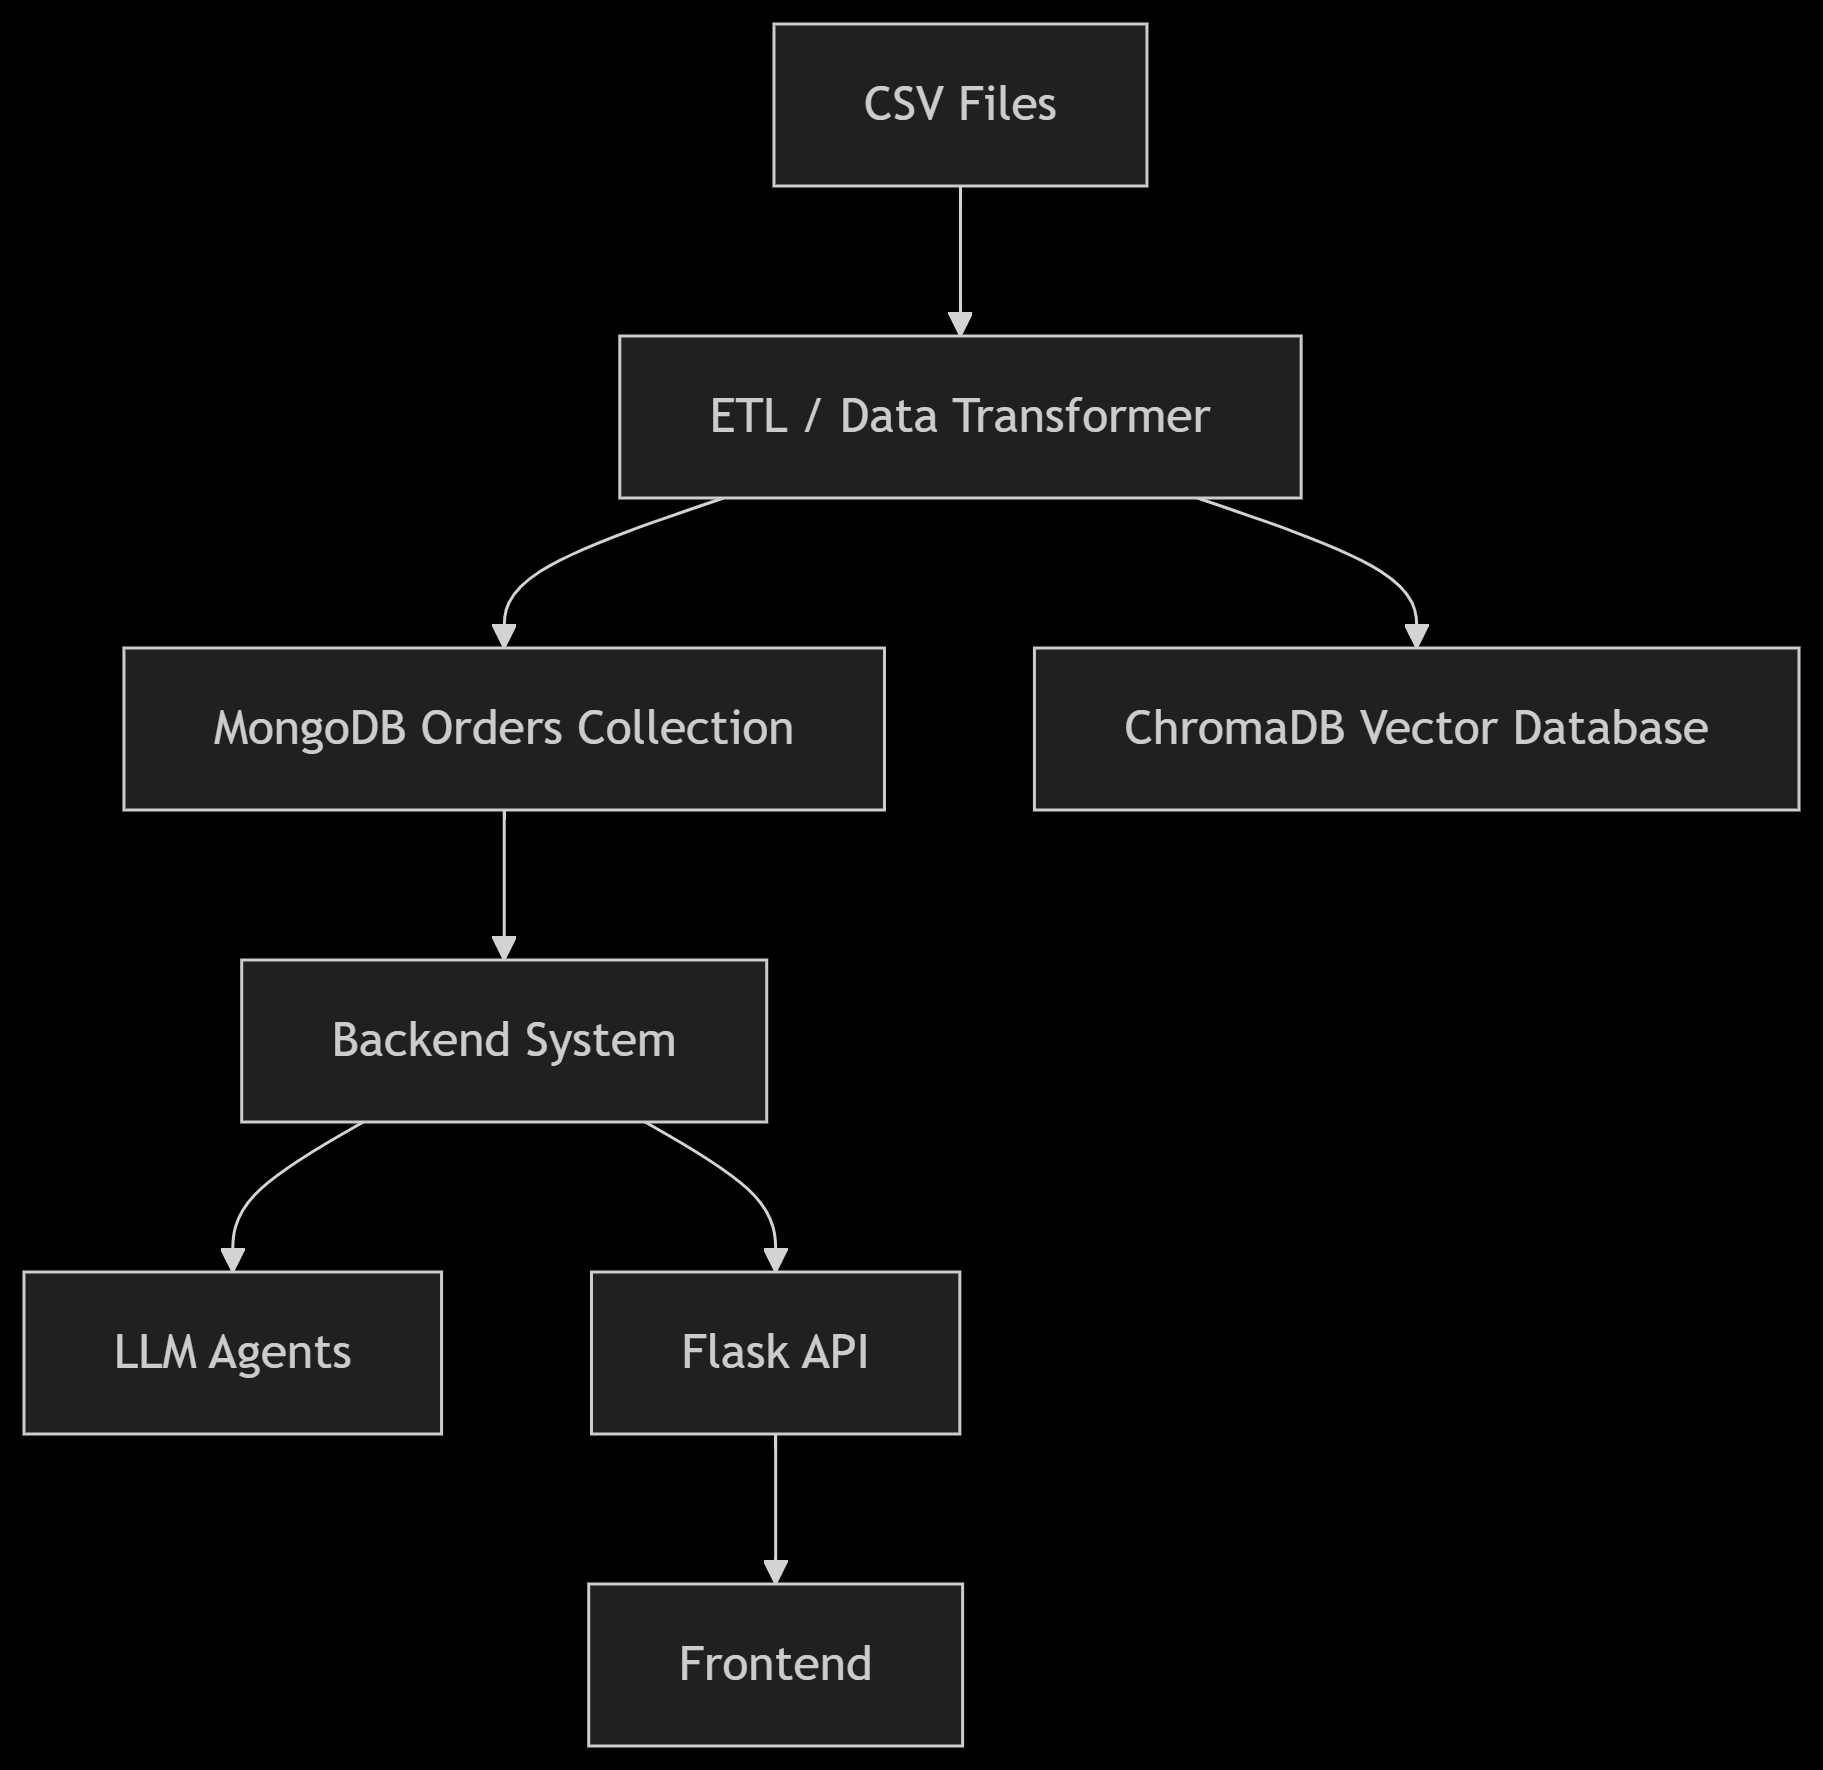 CSV Files
ETL / Data Transformer
MongoDB Orders Collection
ChromaDB Vector Database
Backend System
LLM Agents
Flask API
Frontend